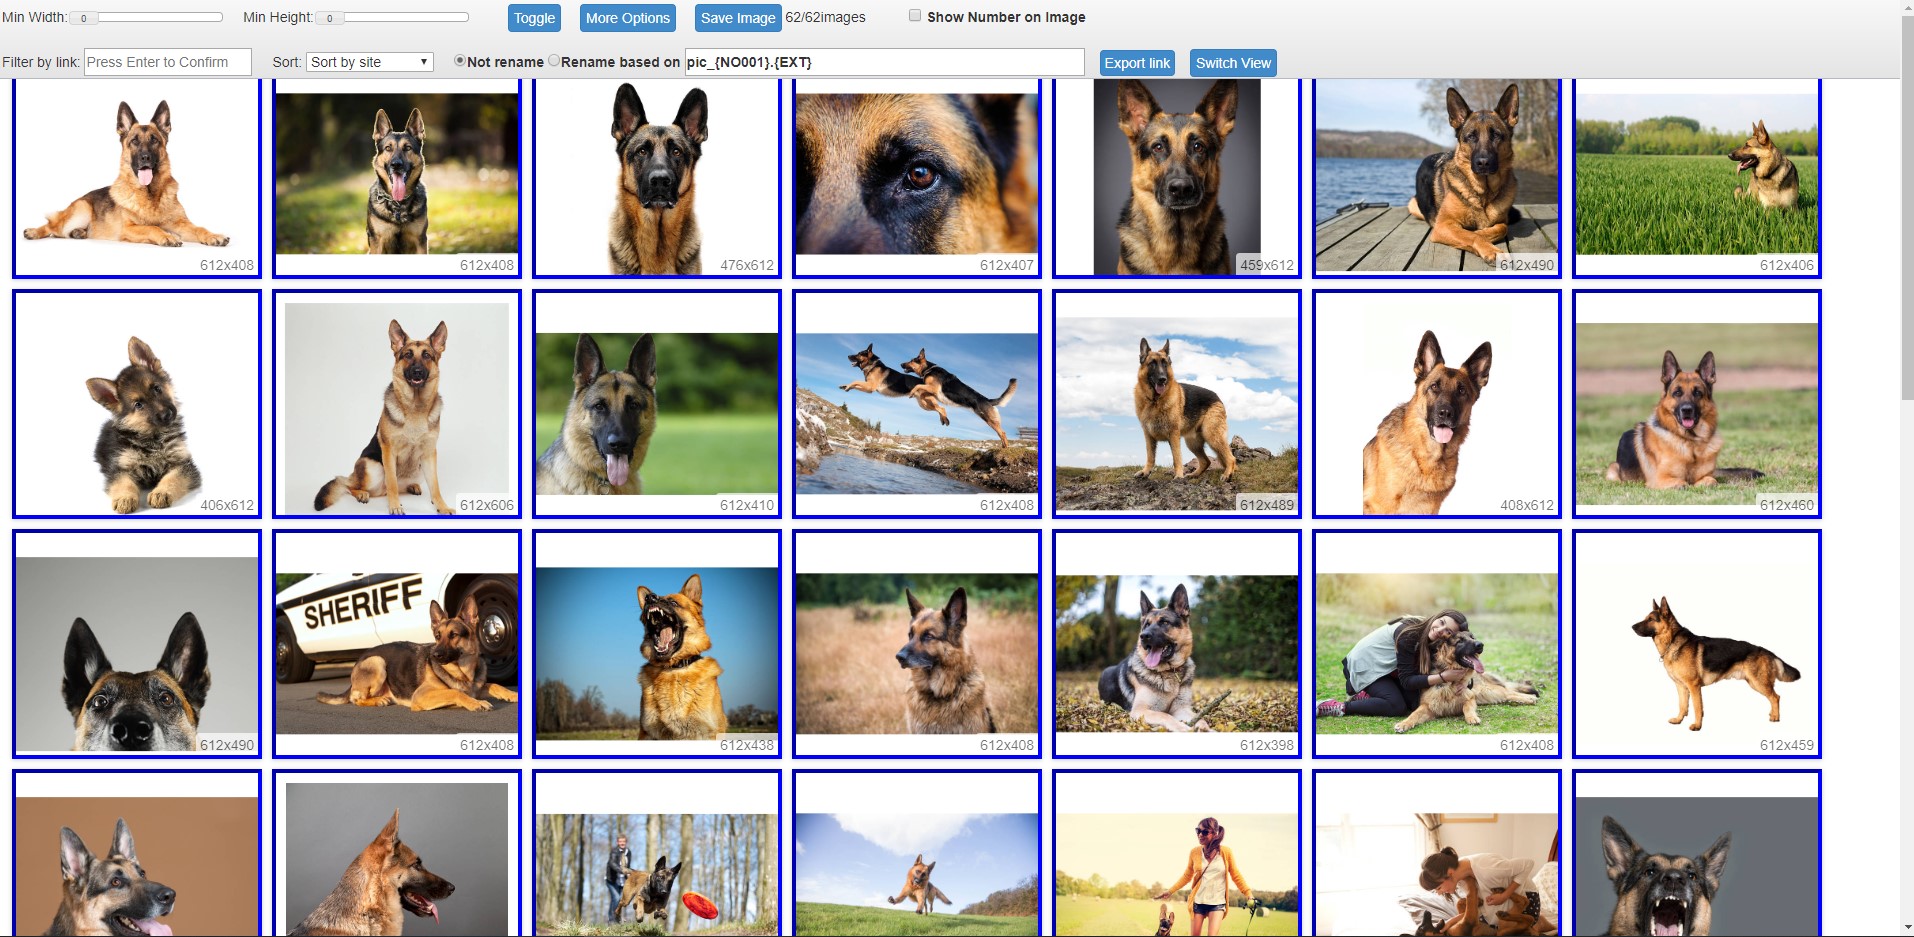 Min Width: 0 Min Height: 0 Toggle More Options Save Image 62/62images Show Number on Image
Filter by link: Press Enter to Confirm Sort: Sort by site Not rename Rename based on pic_{NO001}.{EXT} Export link Switch View
612x408 612x408 476x612 612x407 459x612 612x490 612x406
406x612 612x606 612x410 612x408 612x489 408x612 612x460
SHERIFF
612x490 612x408 612x438 612x408 612x398 612x408 612x459